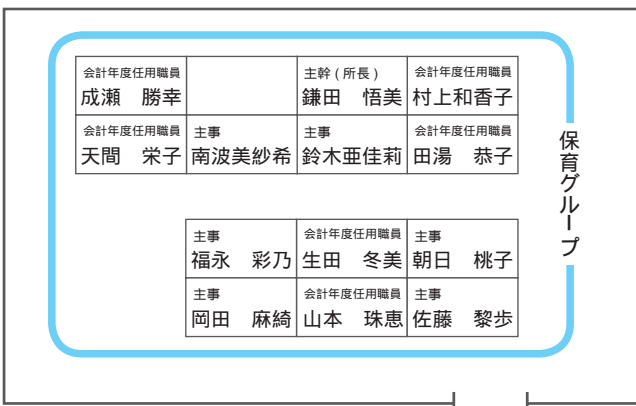 会計年度任用職員 主幹(所長) 会計年度任用職員
成瀬　勝幸 鎌田　悟美 村上和香子
会計年度任用職員 主事 主事 会計年度任用職員
天間　栄子 南波美紗希 鈴木亜佳莉 田湯　恭子
保育グループ
主事 会計年度任用職員 主事
福永　彩乃 生田　冬美 朝日　桃子
主事 会計年度任用職員 主事
岡田　麻綺 山本　珠恵 佐藤　黎歩